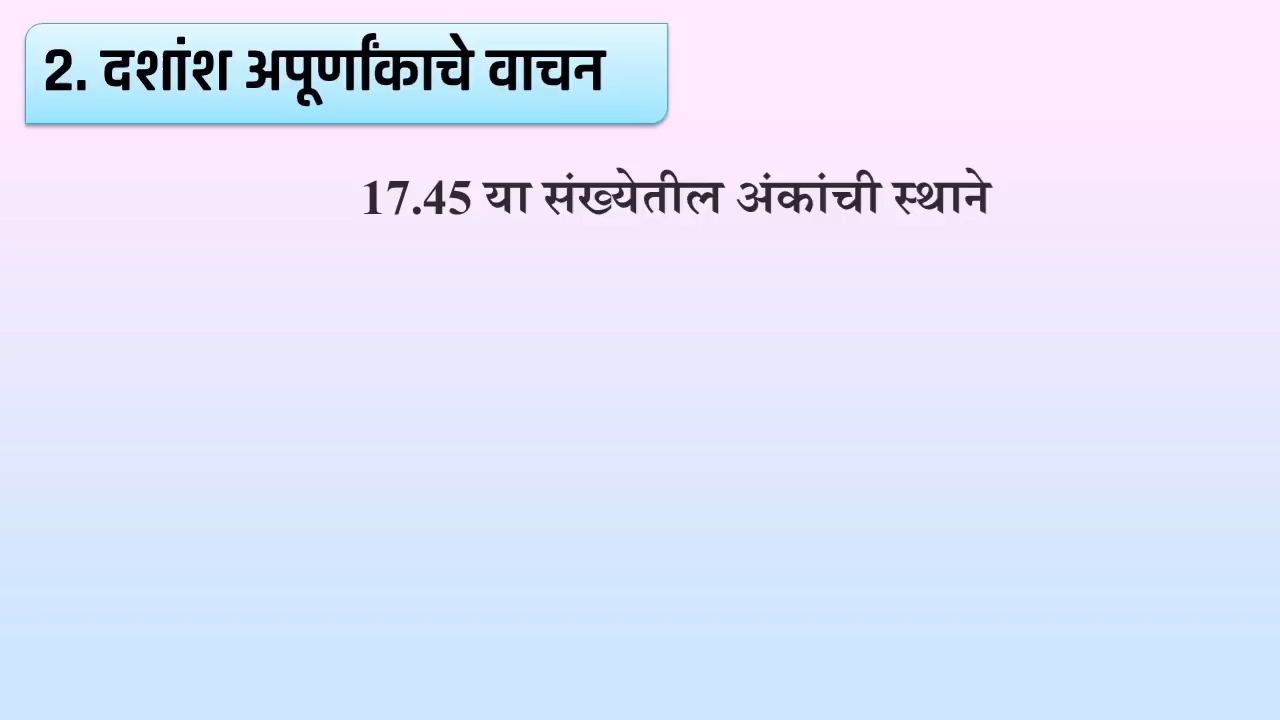 2. दशांश अपूर्णांकाचे वाचन
17.45 या संख्येतील अंकांची स्थाने